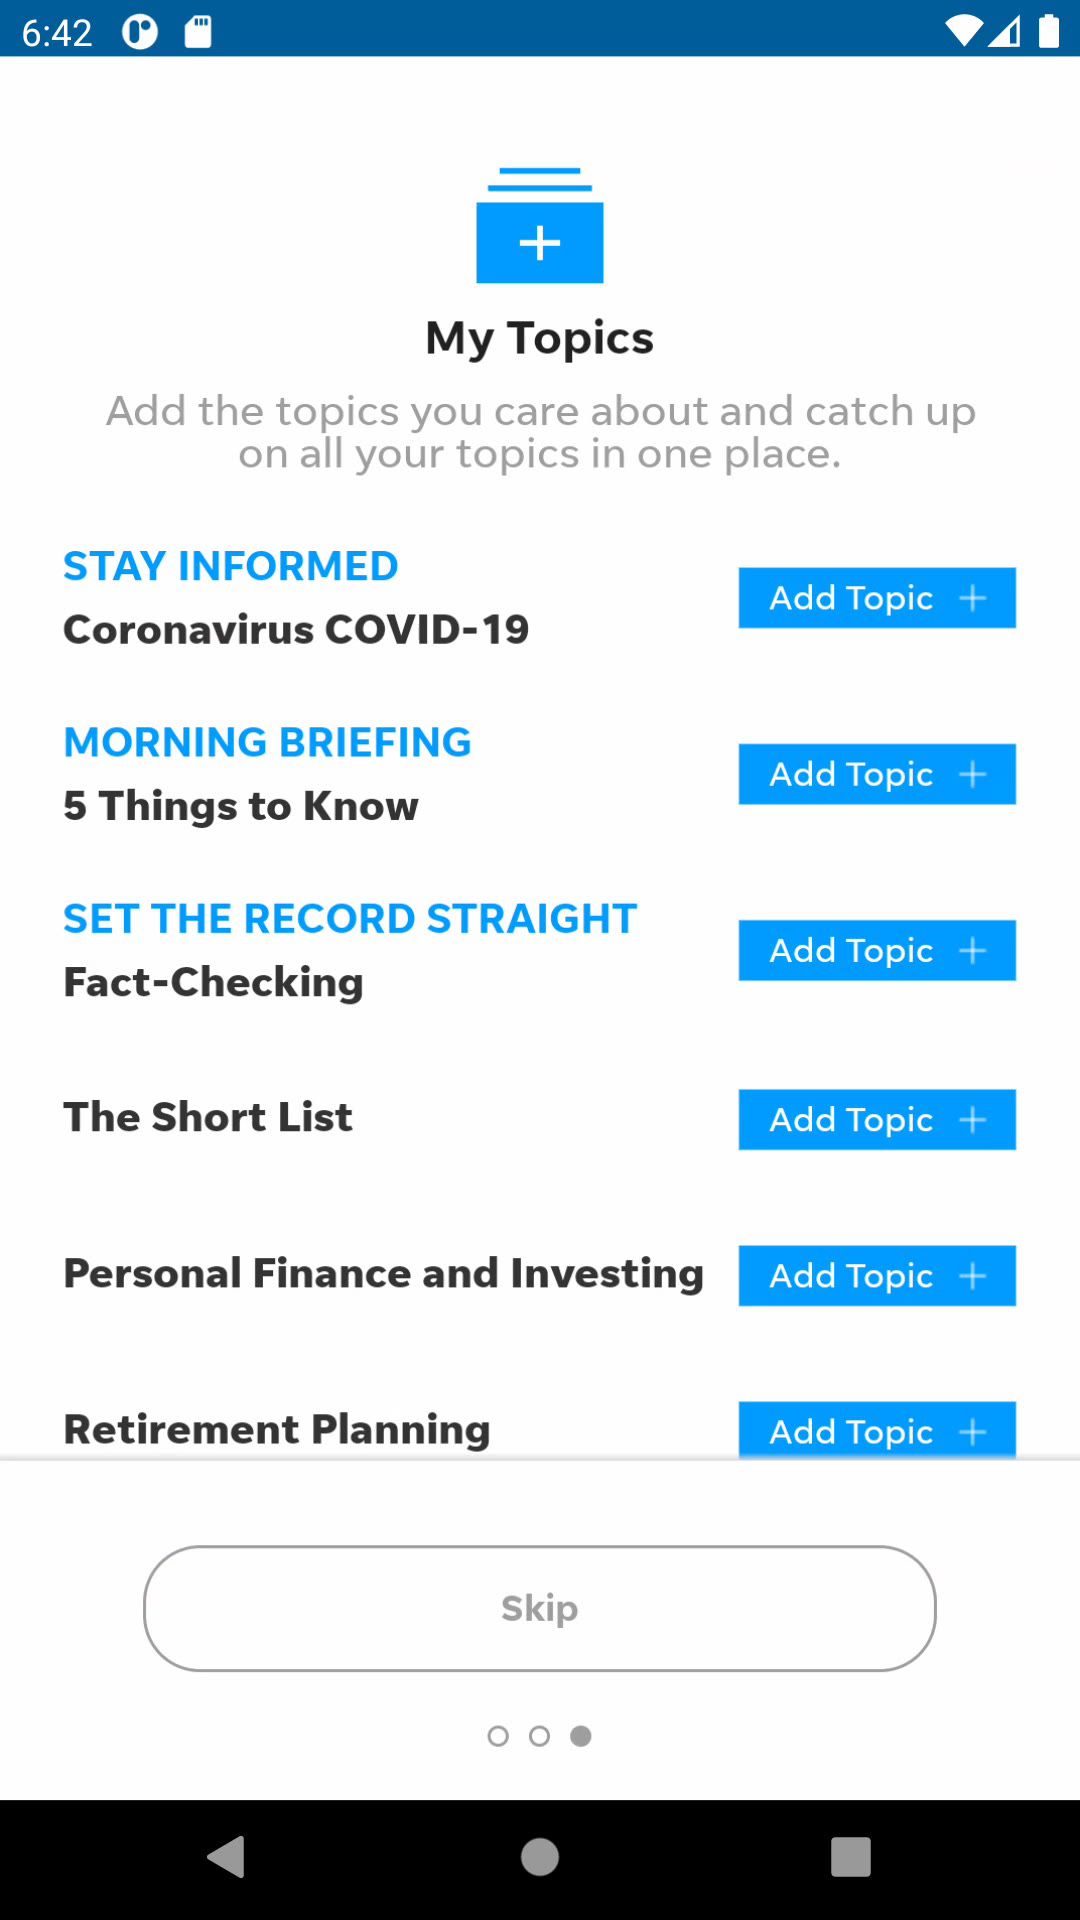 6:42
My Topics
Add the topics you care about and catch up
on all your topics in one place.
STAY INFORMED
Coronavirus COVID-19
Add Topic
MORNING BRIEFING
5 Things to Know
Add Topic
SET THE RECORD STRAIGHT
Fact-Checking
Add Topic
The Short List
Add Topic
Personal Finance and Investing
Add Topic
Retirement Planning
Add Topic
Skip